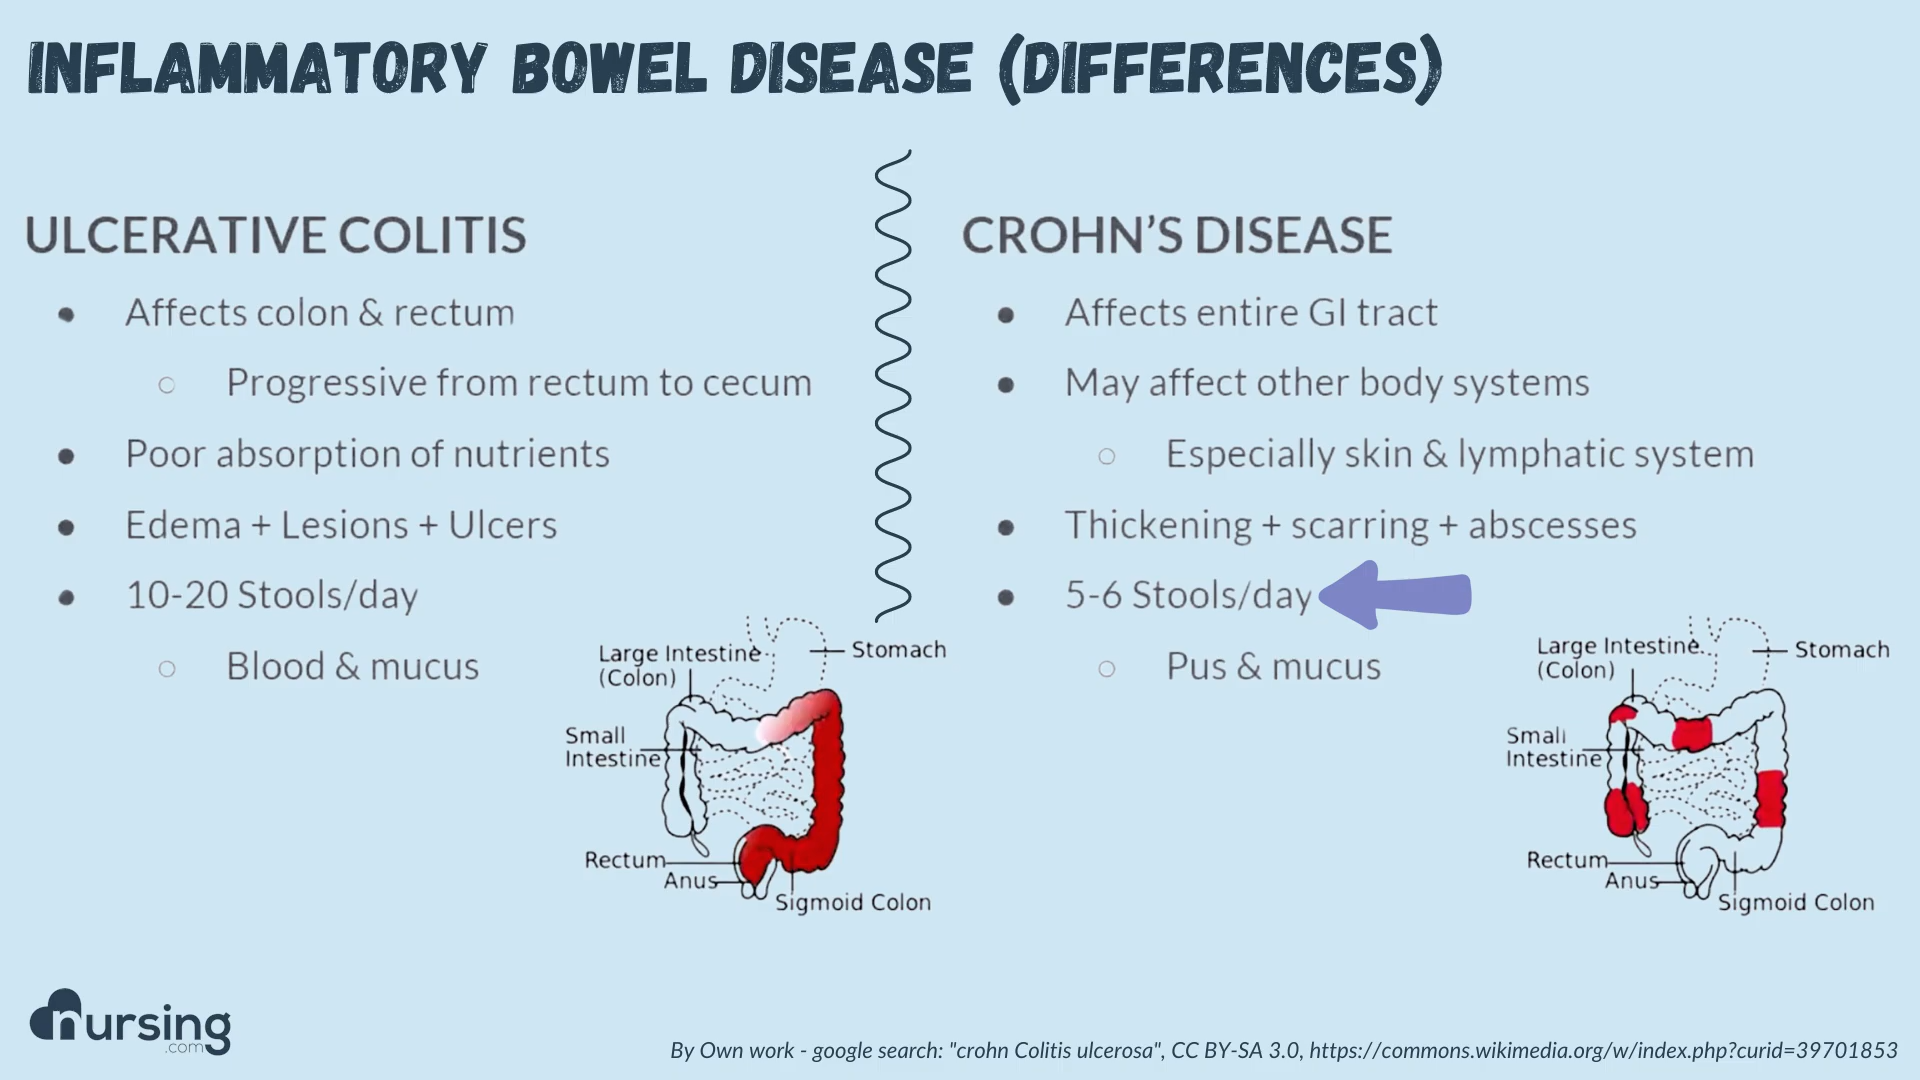 INFLAMMATORY BOWEL DISEASE (DIFFERENCES)
ULCERATIVE COLITIS
Affects colon & rectum
Progressive from rectum to cecum
Poor absorption of nutrients
Edema + Lesions + Ulcers
10-20 Stools/day
Blood & mucus
Large Intestine
(Colon)
Stomach
Small
Intestine
Rectum
Anus
Sigmoid Colon
CROHN'S DISEASE
Affects entire GI tract
May affect other body systems
Especially skin & lymphatic system
Thickening + scarring + abscesses
5-6 Stools/day
Pus & mucus
Large Intestine
(Colon)
Stomach
Small
Intestine
Rectum
Anus
Sigmoid Colon
nursing
.com
By Own work - google search: "crohn Colitis ulcerosa", CC BY-SA 3.0, https://commons.wikimedia.org/w/index.php?curid=39701853